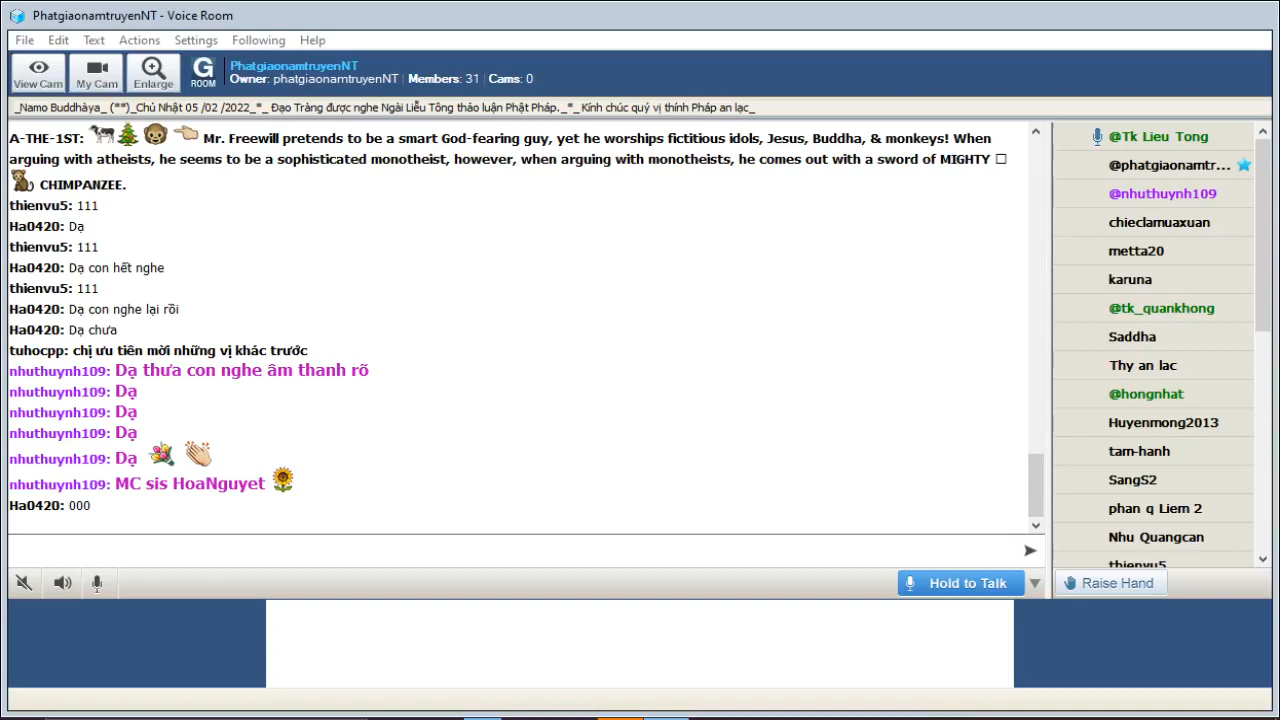 PhatgiaonamtruyenNT - Voice Room
File Edit Text Actions Settings Following Help
View Cam
My Cam
Enlarge
G
ROOM
PhatgiaonamtruyenNT
Owner: phatgiaonamtruyenNT | Members: 31 | Cams: 0
_Namo Buddhàya_ (**)_Chủ Nhật 05 /02 /2022_*_ Đạo Tràng được nghe Ngài Liễu Tông thảo luận Phật Pháp._*_ Kính chúc quý vị thính Pháp an lạc_
A-THE-1ST: Mr. Freewill pretends to be a smart God-fearing guy, yet he worships fictitious idols, Jesus, Buddha, & monkeys! When
arguing with atheists, he seems to be a sophisticated monotheist, however, when arguing with monotheists, he comes out with a sword of MIGHTY
CHIMPANZEE.
thienvu5: 111
Ha0420: Dạ
thienvu5: 111
Ha0420: Dạ con hết nghe
thienvu5: 111
Ha0420: Dạ con nghe lại rồi
Ha0420: Dạ chưa
tuhocpp: chị ưu tiên mời những vị khác trước
nhuthuynh109: Dạ thưa con nghe âm thanh rõ
nhuthuynh109: Dạ
nhuthuynh109: Dạ
nhuthuynh109: Dạ
nhuthuynh109: Dạ
nhuthuynh109: MC sis HoaNguyet
Ha0420: 000
Hold to Talk
@Tk Lieu Tong
@phatgiaonamtr...
@nhuthuynh109
chieclamuaxuan
metta20
karuna
@tk_quankhong
Saddha
Thy an lac
@hongnhat
Huyenmong2013
tam-hanh
SangS2
phan q Liem 2
Nhu Quangcan
thienvu5
Raise Hand